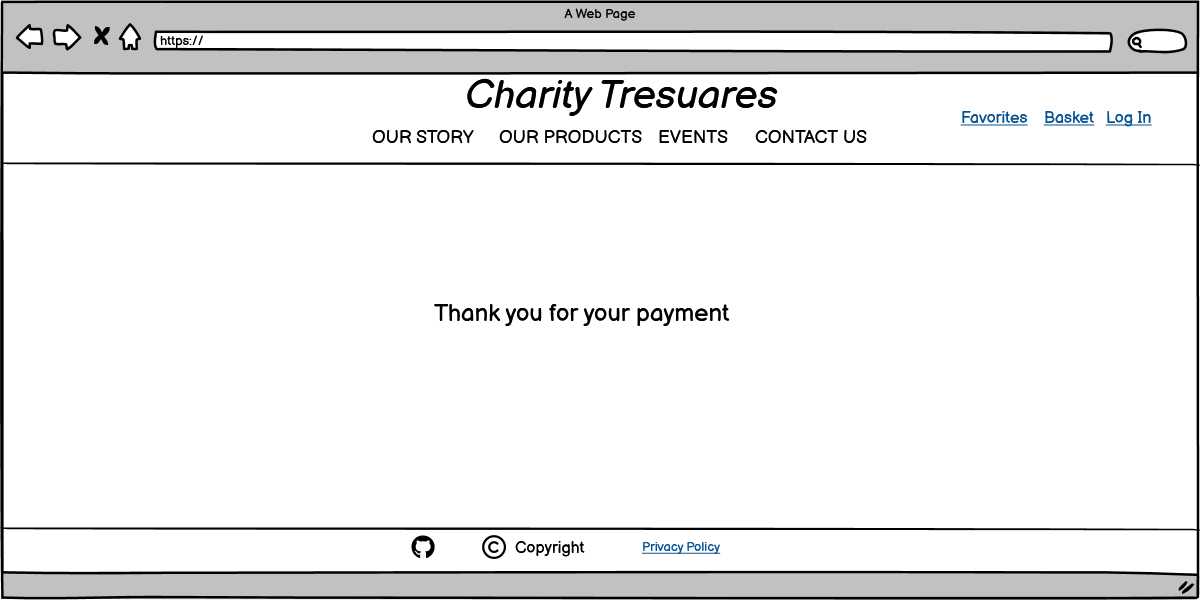 A Web Page
https://
Charity Tresuares
OUR STORY OUR PRODUCTS EVENTS CONTACT US
Favorites Basket Log In
Thank you for your payment
© Copyright Privacy Policy